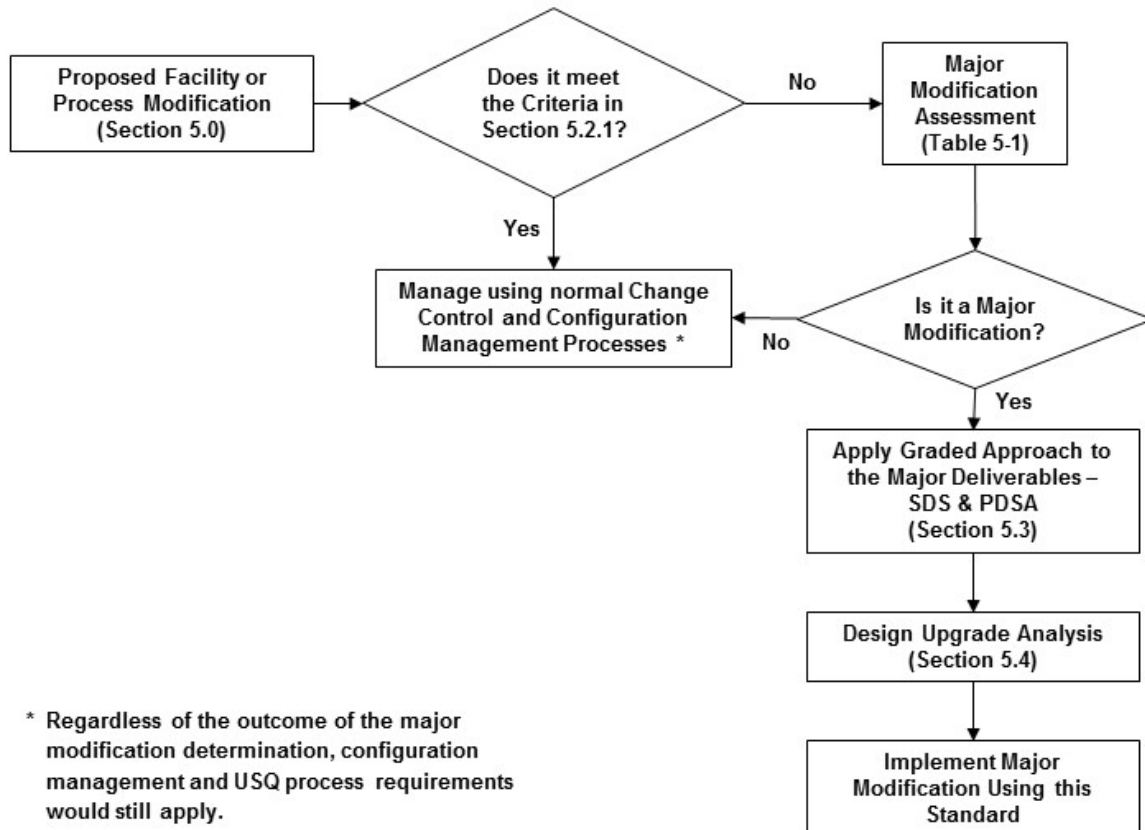 Proposed Facility or
Process Modification
(Section 5.0)
Does it meet
the Criteria in
Section 5.2.1?
No
Major
Modification
Assessment
(Table 5-1)
Yes
Manage using normal Change
Control and Configuration
Management Processes *
No
Is it a Major
Modification?
Yes
Apply Graded Approach to
the Major Deliverables –
SDS & PDSA
(Section 5.3)
Design Upgrade Analysis
(Section 5.4)
Implement Major
Modification Using this
Standard
* Regardless of the outcome of the major
modification determination, configuration
management and USQ process requirements
would still apply.